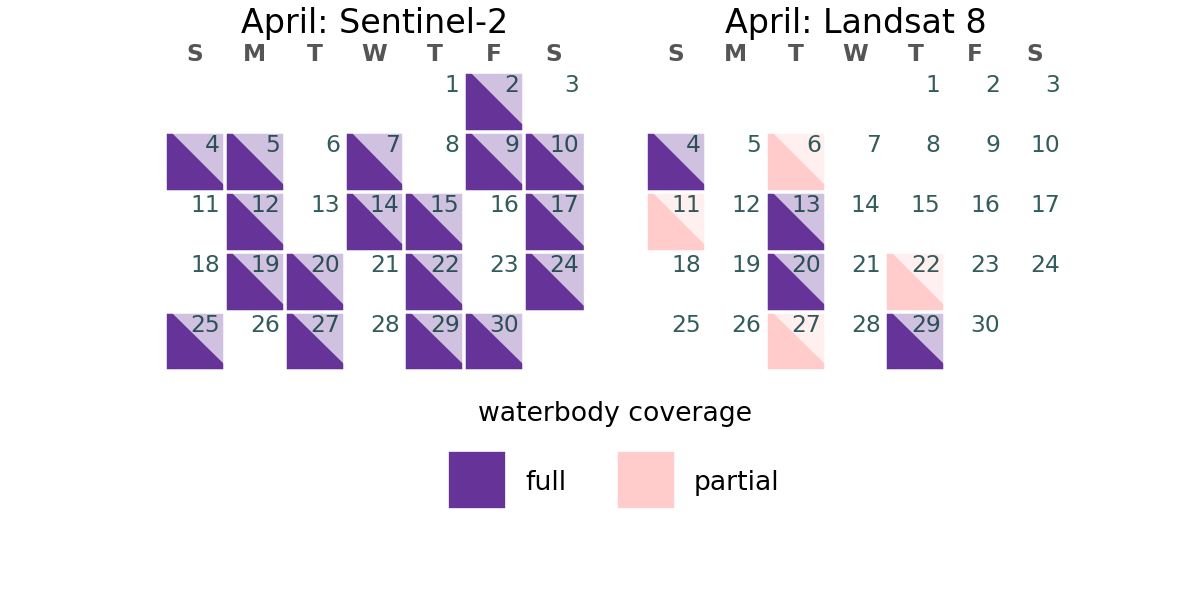 April: Sentinel-2
S M T W T F S
1 2 3
4 5 6 7 8 9 10
11 12 13 14 15 16 17
18 19 20 21 22 23 24
25 26 27 28 29 30
April: Landsat 8
S M T W T F S
1 2 3
4 5 6 7 8 9 10
11 12 13 14 15 16 17
18 19 20 21 22 23 24
25 26 27 28 29 30
waterbody coverage
full
partial